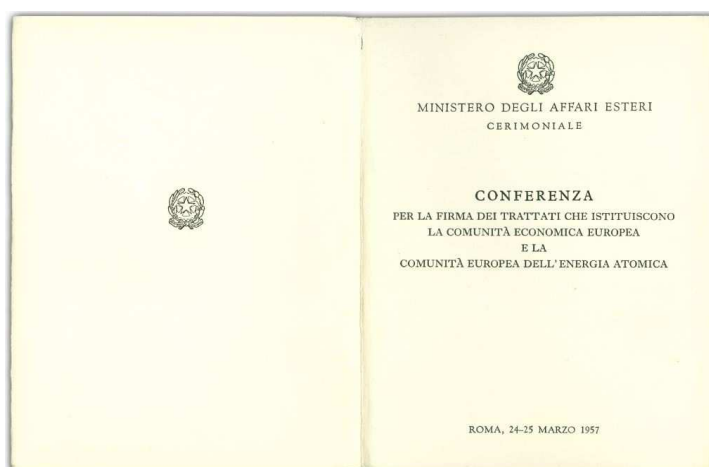 MINISTERO DEGLI AFFARI ESTERI
CERIMONIALE
CONFERENZA
PER LA FIRMA DEI TRATTATI CHE ISTITUISCONO
LA COMUNITÀ ECONOMICA EUROPEA
E LA
COMUNITÀ EUROPEA DELL'ENERGIA ATOMICA
ROMA, 24-25 MARZO 1957